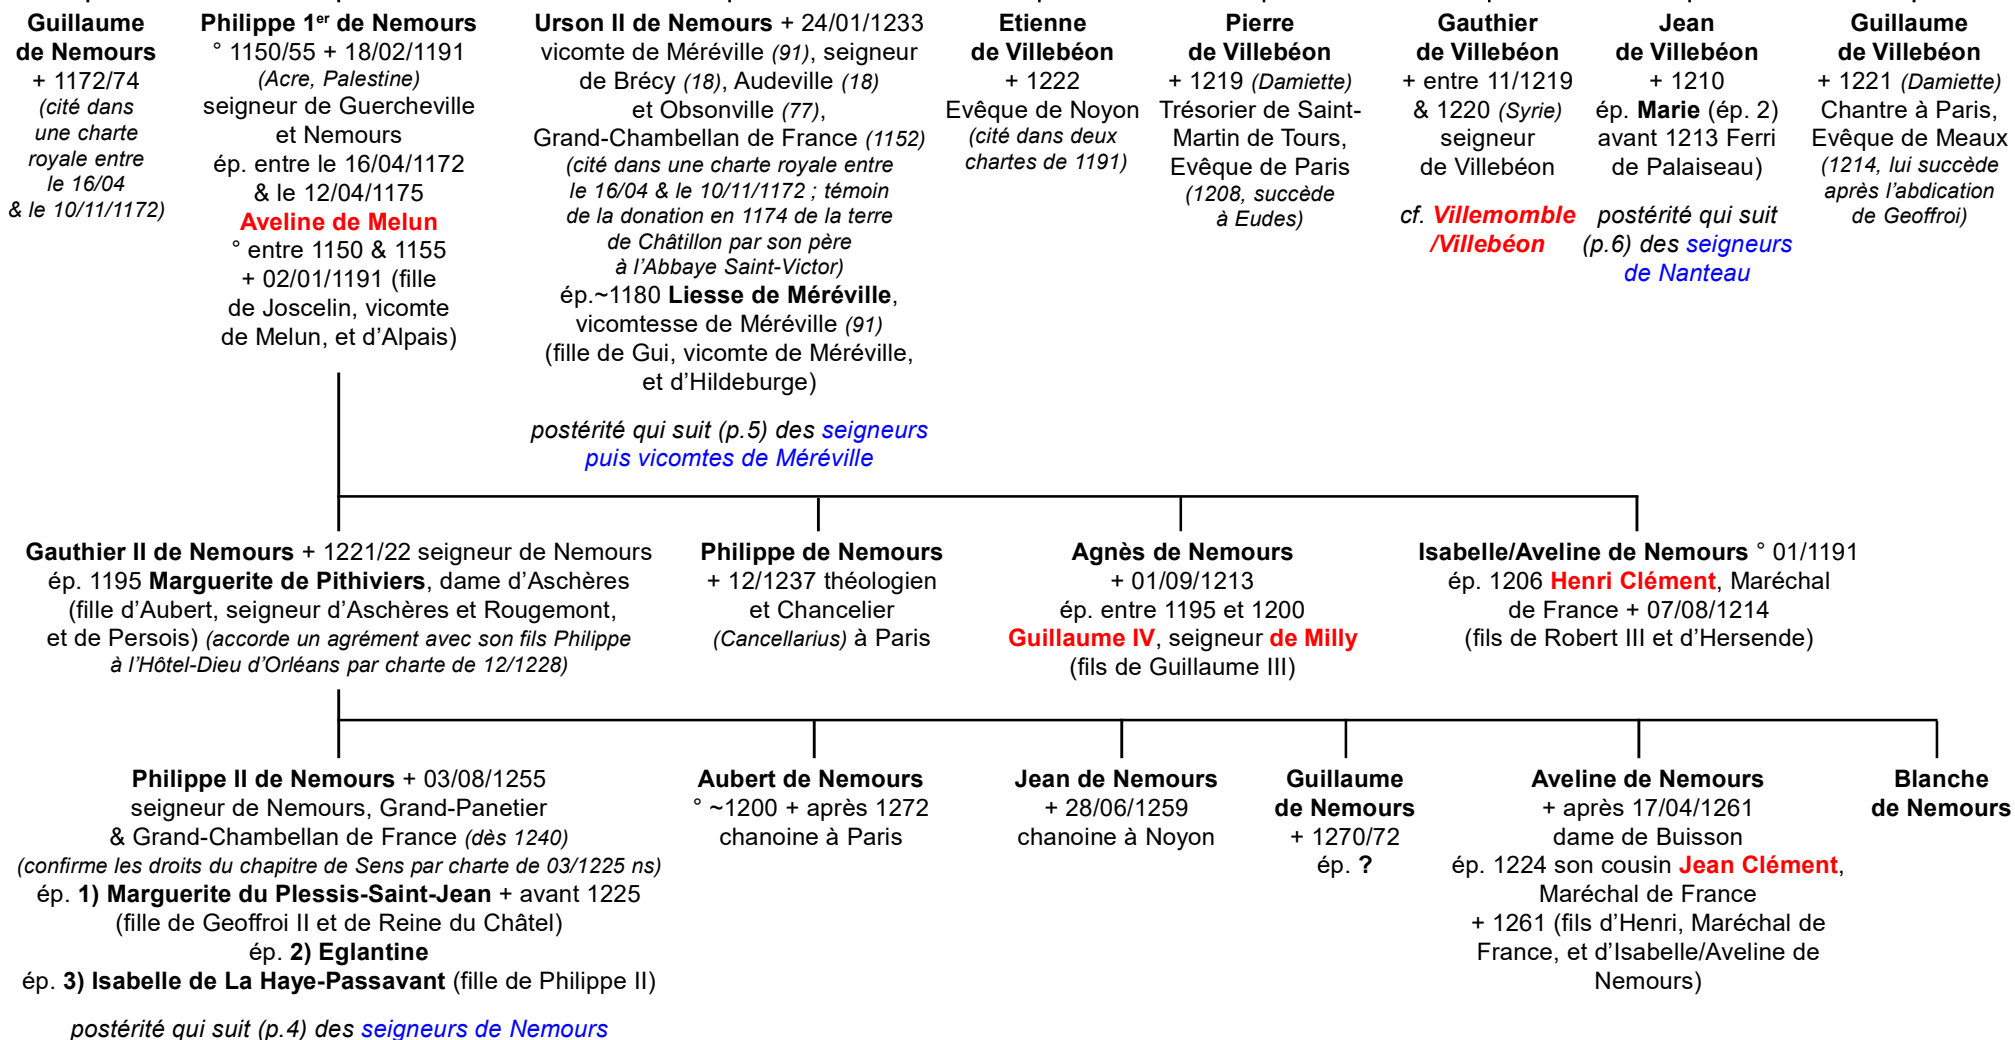 Guillaume
de Nemours
+ 1172/74
(cité dans
une charte
royale entre
le 16/04
& le 10/11/1172)
Philippe 1er de Nemours
° 1150/55 + 18/02/1191
(Acre, Palestine)
seigneur de Guercheville
et Nemours
ép. entre le 16/04/1172
& le 12/04/1175
Aveline de Melun
° entre 1150 & 1155
+ 02/01/1191 (fille
de Joscelin, vicomte
de Melun, et d’Alpais)
Urson II de Nemours + 24/01/1233
vicomte de Méréville (91), seigneur
de Brécy (18), Audeville (18)
et Obsonville (77),
Grand-Chambellan de France (1152)
(cité dans une charte royale entre
le 16/04 & le 10/11/1172 ; témoin
de la donation en 1174 de la terre
de Châtillon par son père
à l’Abbaye Saint-Victor)
ép.~1180 Liesse de Méréville,
vicomtesse de Méréville (91)
(fille de Gui, vicomte de Méréville,
et d’Hildeburge)
postérité qui suit (p.5) des seigneurs
puis vicomtes de Méréville
Etienne
de Villebéon
+ 1222
Evêque de Noyon
(cité dans deux
chartes de 1191)
Pierre
de Villebéon
+ 1219 (Damiette)
Trésorier de Saint-
Martin de Tours,
Evêque de Paris
(1208, succède
à Eudes)
Gauthier
de Villebéon
+ entre 11/1219
& 1220 (Syrie)
seigneur
de Villebéon
cf. Villemomble
/Villebéon
Jean
de Villebéon
+ 1210
ép. Marie (ép. 2)
avant 1213 Ferri
de Palaiseau)
postérité qui suit
(p.6) des seigneurs
de Nanteau
Guillaume
de Villebéon
+ 1221 (Damiette)
Chantre à Paris,
Evêque de Meaux
(1214, lui succède
après l’abdication
de Geoffroi)
Gauthier II de Nemours + 1221/22 seigneur de Nemours
ép. 1195 Marguerite de Pithiviers, dame d’Aschères
(fille d’Aubert, seigneur d’Aschères et Rougemont,
et de Persois) (accorde un agrément avec son fils Philippe
à l’Hôtel-Dieu d’Orléans par charte de 12/1228)
Philippe de Nemours
+ 12/1237 théologien
et Chancelier
(Cancellarius) à Paris
Agnès de Nemours
+ 01/09/1213
ép. entre 1195 et 1200
Guillaume IV, seigneur de Milly
(fils de Guillaume III)
Isabelle/Aveline de Nemours ° 01/1191
ép. 1206 Henri Clément, Maréchal
de France + 07/08/1214
(fils de Robert III et d’Hersende)
Philippe II de Nemours + 03/08/1255
seigneur de Nemours, Grand-Panetier
& Grand-Chambellan de France (dès 1240)
(confirme les droits du chapitre de Sens par charte de 03/1225 ns)
ép. 1) Marguerite du Plessis-Saint-Jean + avant 1225
(fille de Geoffroi II et de Reine du Châtel)
ép. 2) Eglantine
ép. 3) Isabelle de La Haye-Passavant (fille de Philippe II)
postérité qui suit (p.4) des seigneurs de Nemours
Aubert de Nemours
° ~1200 + après 1272
chanoine à Paris
Jean de Nemours
+ 28/06/1259
chanoine à Noyon
Guillaume
de Nemours
+ 1270/72
ép. ?
Aveline de Nemours
+ après 17/04/1261
dame de Buisson
ép. 1224 son cousin Jean Clément,
Maréchal de France
+ 1261 (fils d’Henri, Maréchal de
France, et d’Isabelle/Aveline de
Nemours)
Blanche
de Nemours